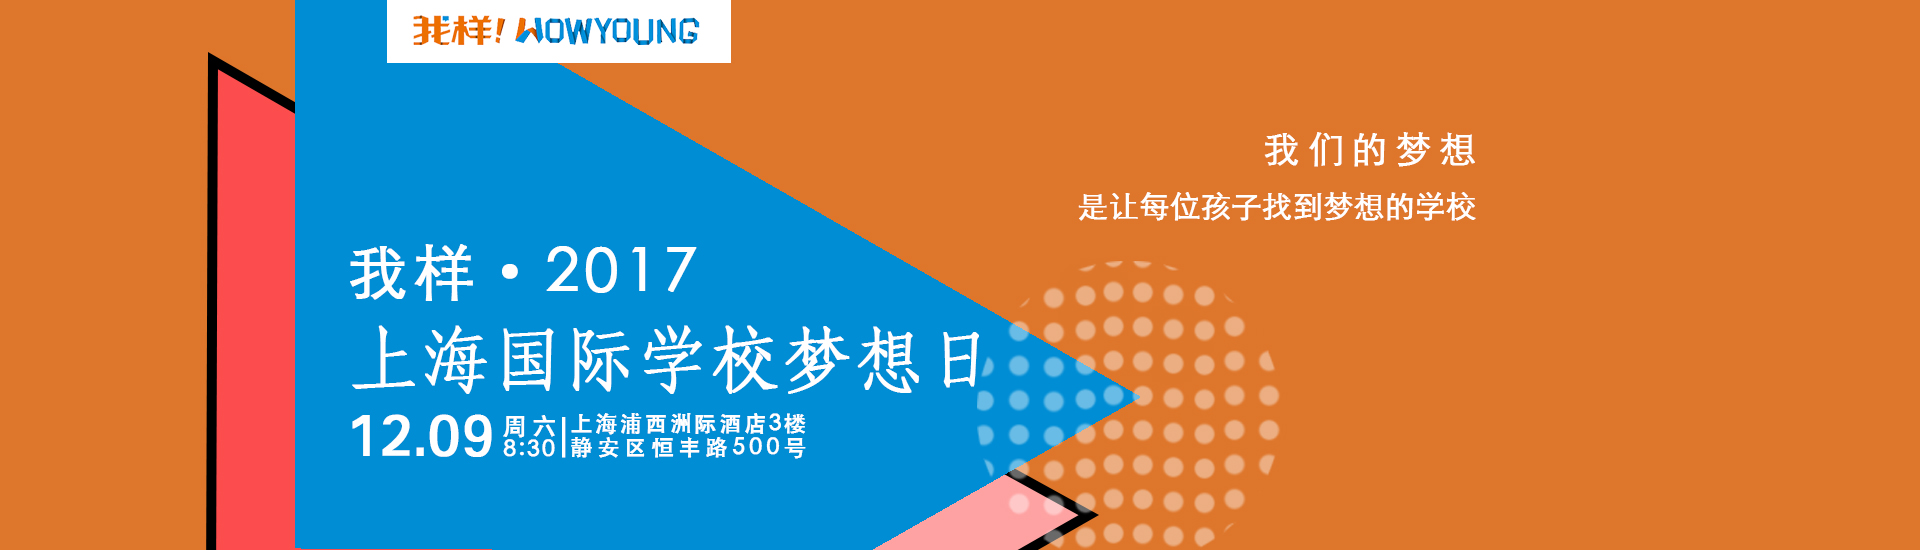 我样! WOWYOUNG
我们的梦想
是让每位孩子找到梦想的学校
我样·2017
上海国际学校梦想日
12.09 周六 8:30
上海浦西洲际酒店3楼
静安区恒丰路500号